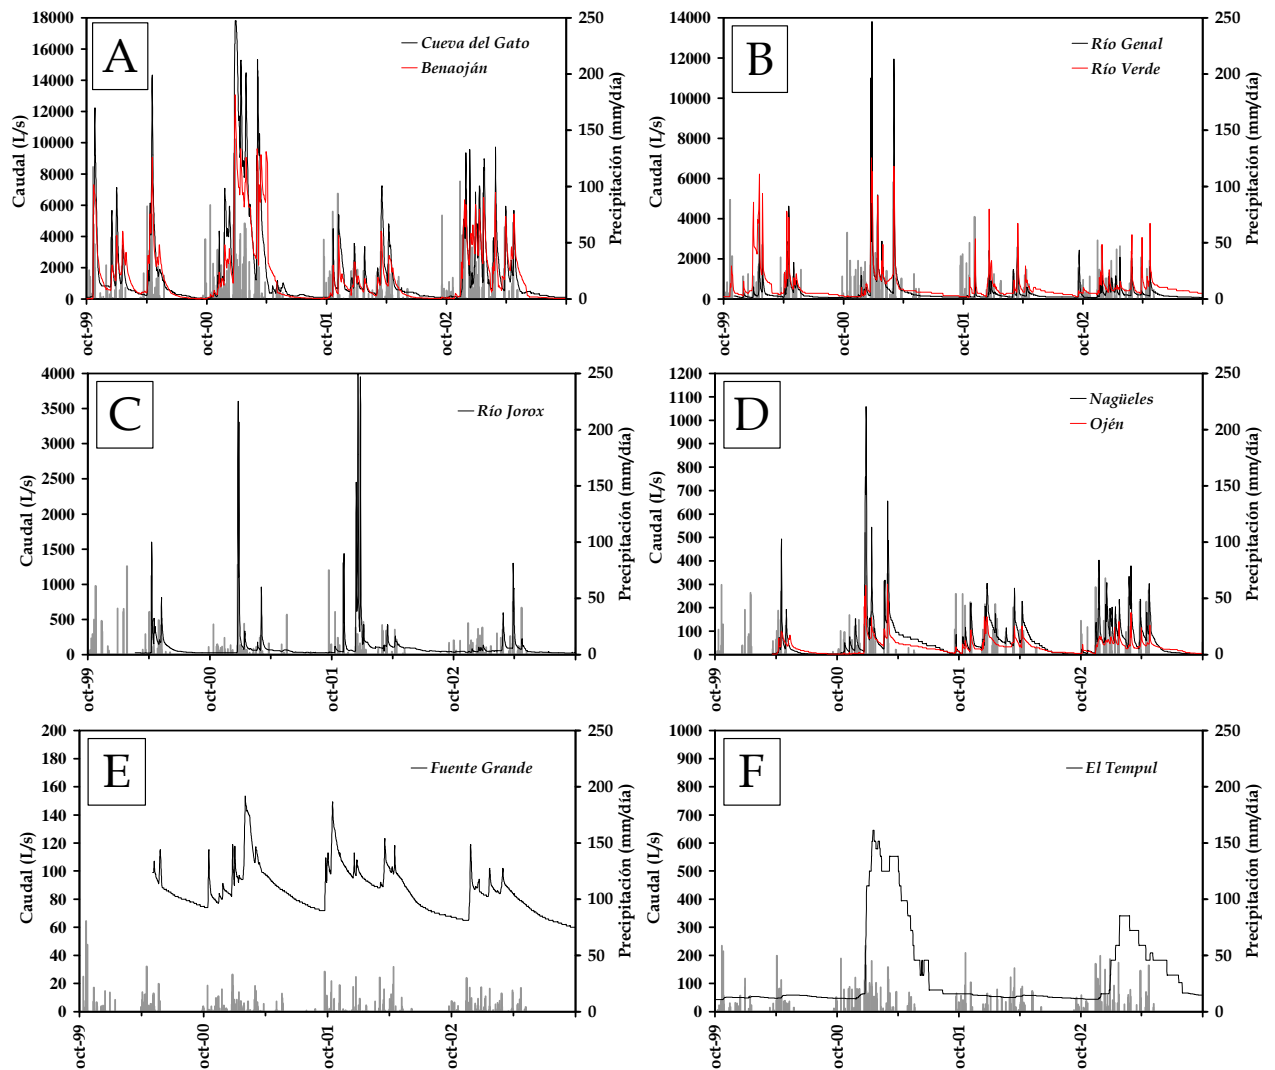 A
Cueva del Gato
Benaoján
Caudal (L/s)
18000
16000
14000
12000
10000
8000
6000
4000
2000
0
250
200
150
100
50
0
Precipitación (mm/día)
oct-99
oct-00
oct-01
oct-02
B
Río Genal
Río Verde
Caudal (L/s)
14000
12000
10000
8000
6000
4000
2000
0
250
200
150
100
50
0
Precipitación (mm/día)
oct-99
oct-00
oct-01
oct-02
C
Río Jorox
Caudal (L/s)
4000
3500
3000
2500
2000
1500
1000
500
0
250
200
150
100
50
0
Precipitación (mm/día)
oct-99
oct-00
oct-01
oct-02
D
Nagüeles
Ojén
Caudal (L/s)
1200
1100
1000
900
800
700
600
500
400
300
200
100
0
250
200
150
100
50
0
Precipitación (mm/día)
oct-99
oct-00
oct-01
oct-02
E
Fuente Grande
Caudal (L/s)
200
180
160
140
120
100
80
60
40
20
0
250
200
150
100
50
0
Precipitación (mm/día)
oct-99
oct-00
oct-01
oct-02
F
El Tempul
Caudal (L/s)
1000
900
800
700
600
500
400
300
200
100
0
250
200
150
100
50
0
Precipitación (mm/día)
oct-99
oct-00
oct-01
oct-02